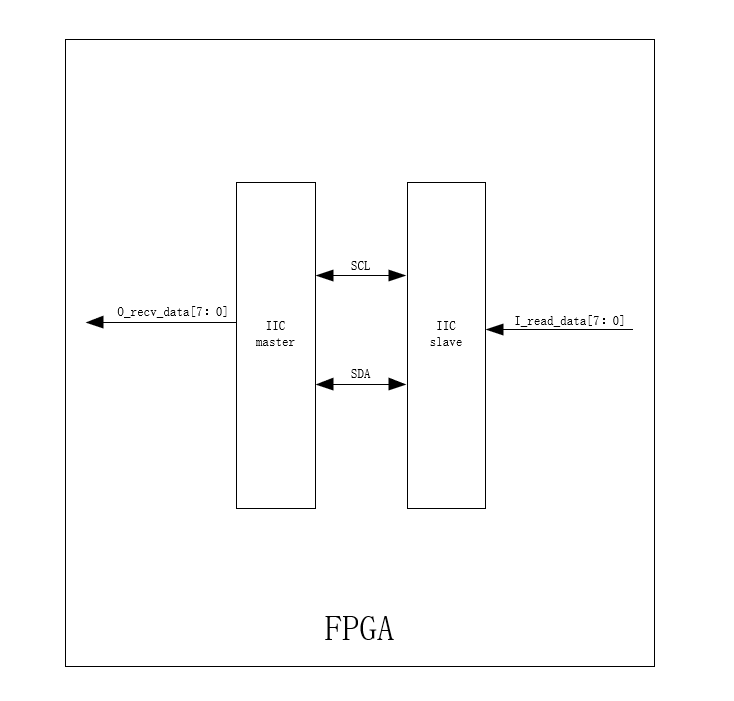 SCL
O_recv_data[7：0]
I_read_data[7：0]
IIC
master
IIC
slave
SDA
FPGA